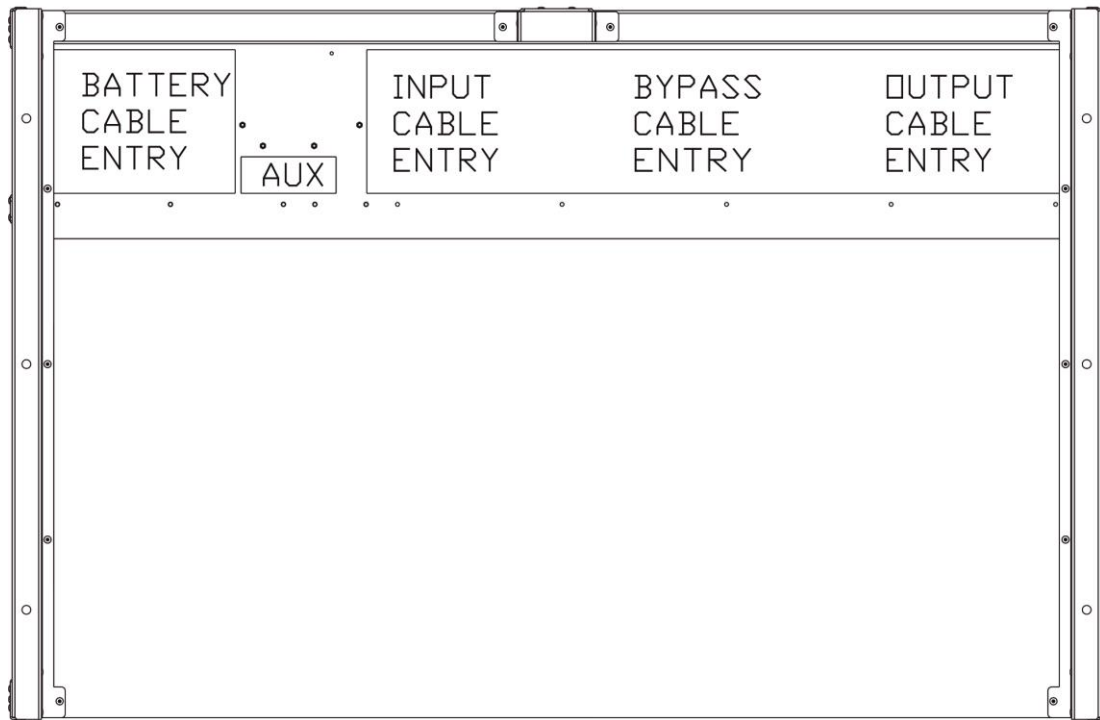 BATTERY
CABLE
ENTRY
AUX
INPUT
CABLE
ENTRY
BYPASS
CABLE
ENTRY
OUTPUT
CABLE
ENTRY